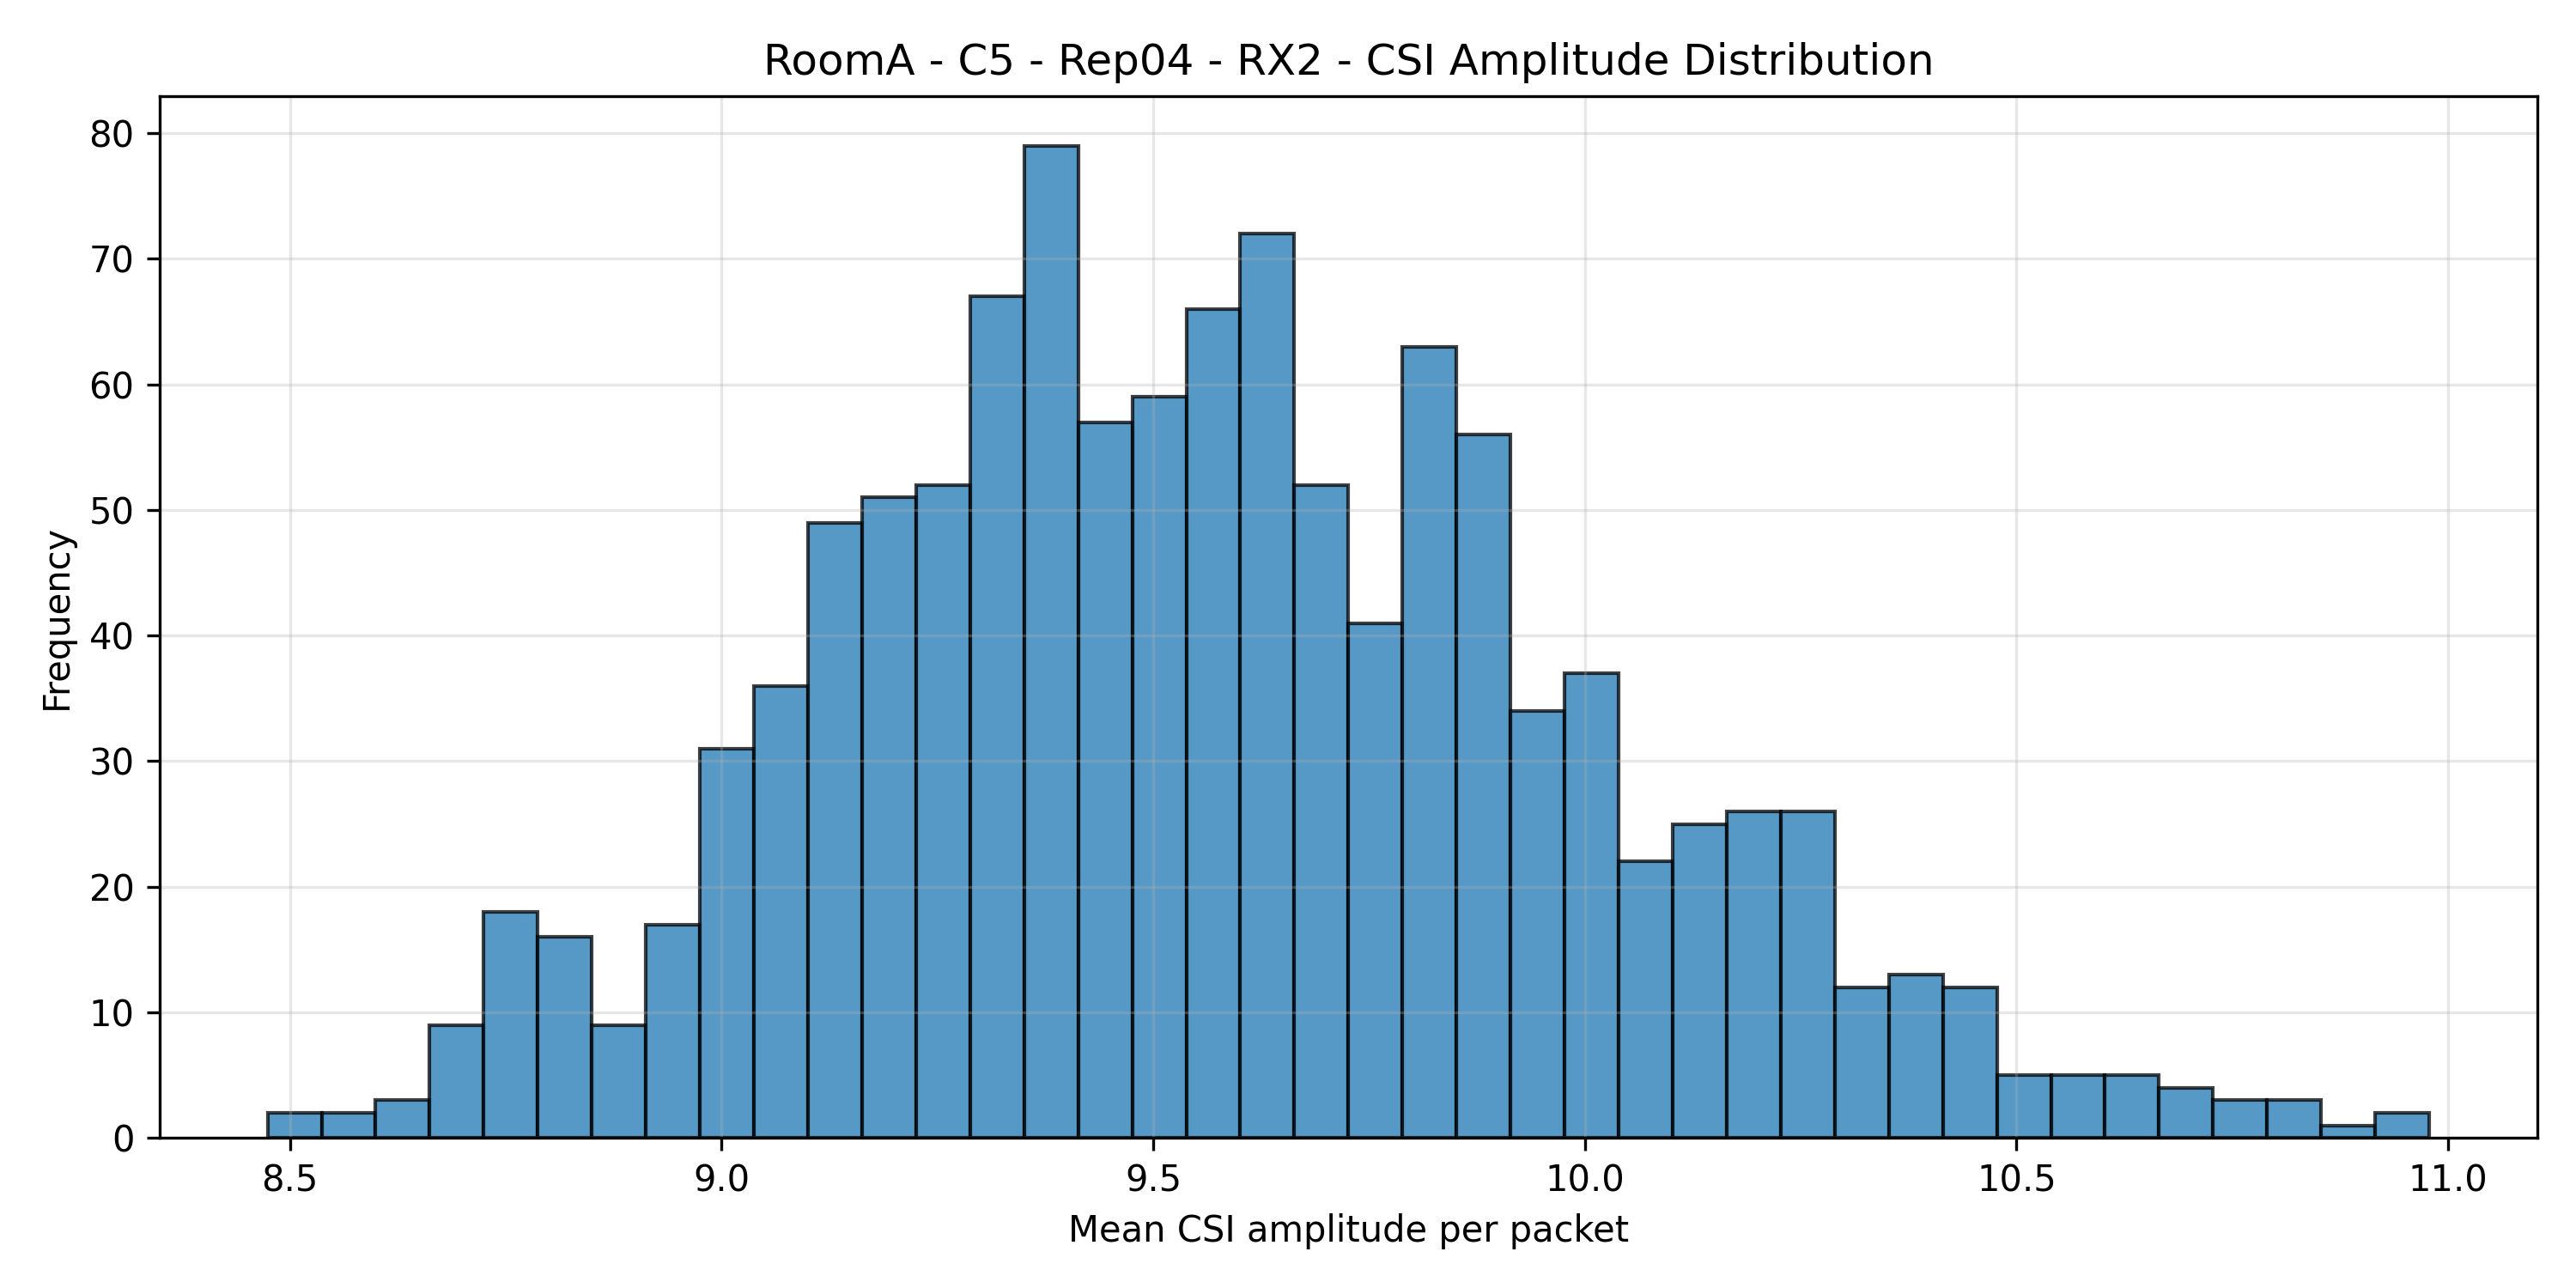 RoomA - C5 - Rep04 - RX2 - CSI Amplitude Distribution
80
70
60
50
40
30
20
10
0
Frequency
8.5 9.0 9.5 10.0 10.5 11.0
Mean CSI amplitude per packet